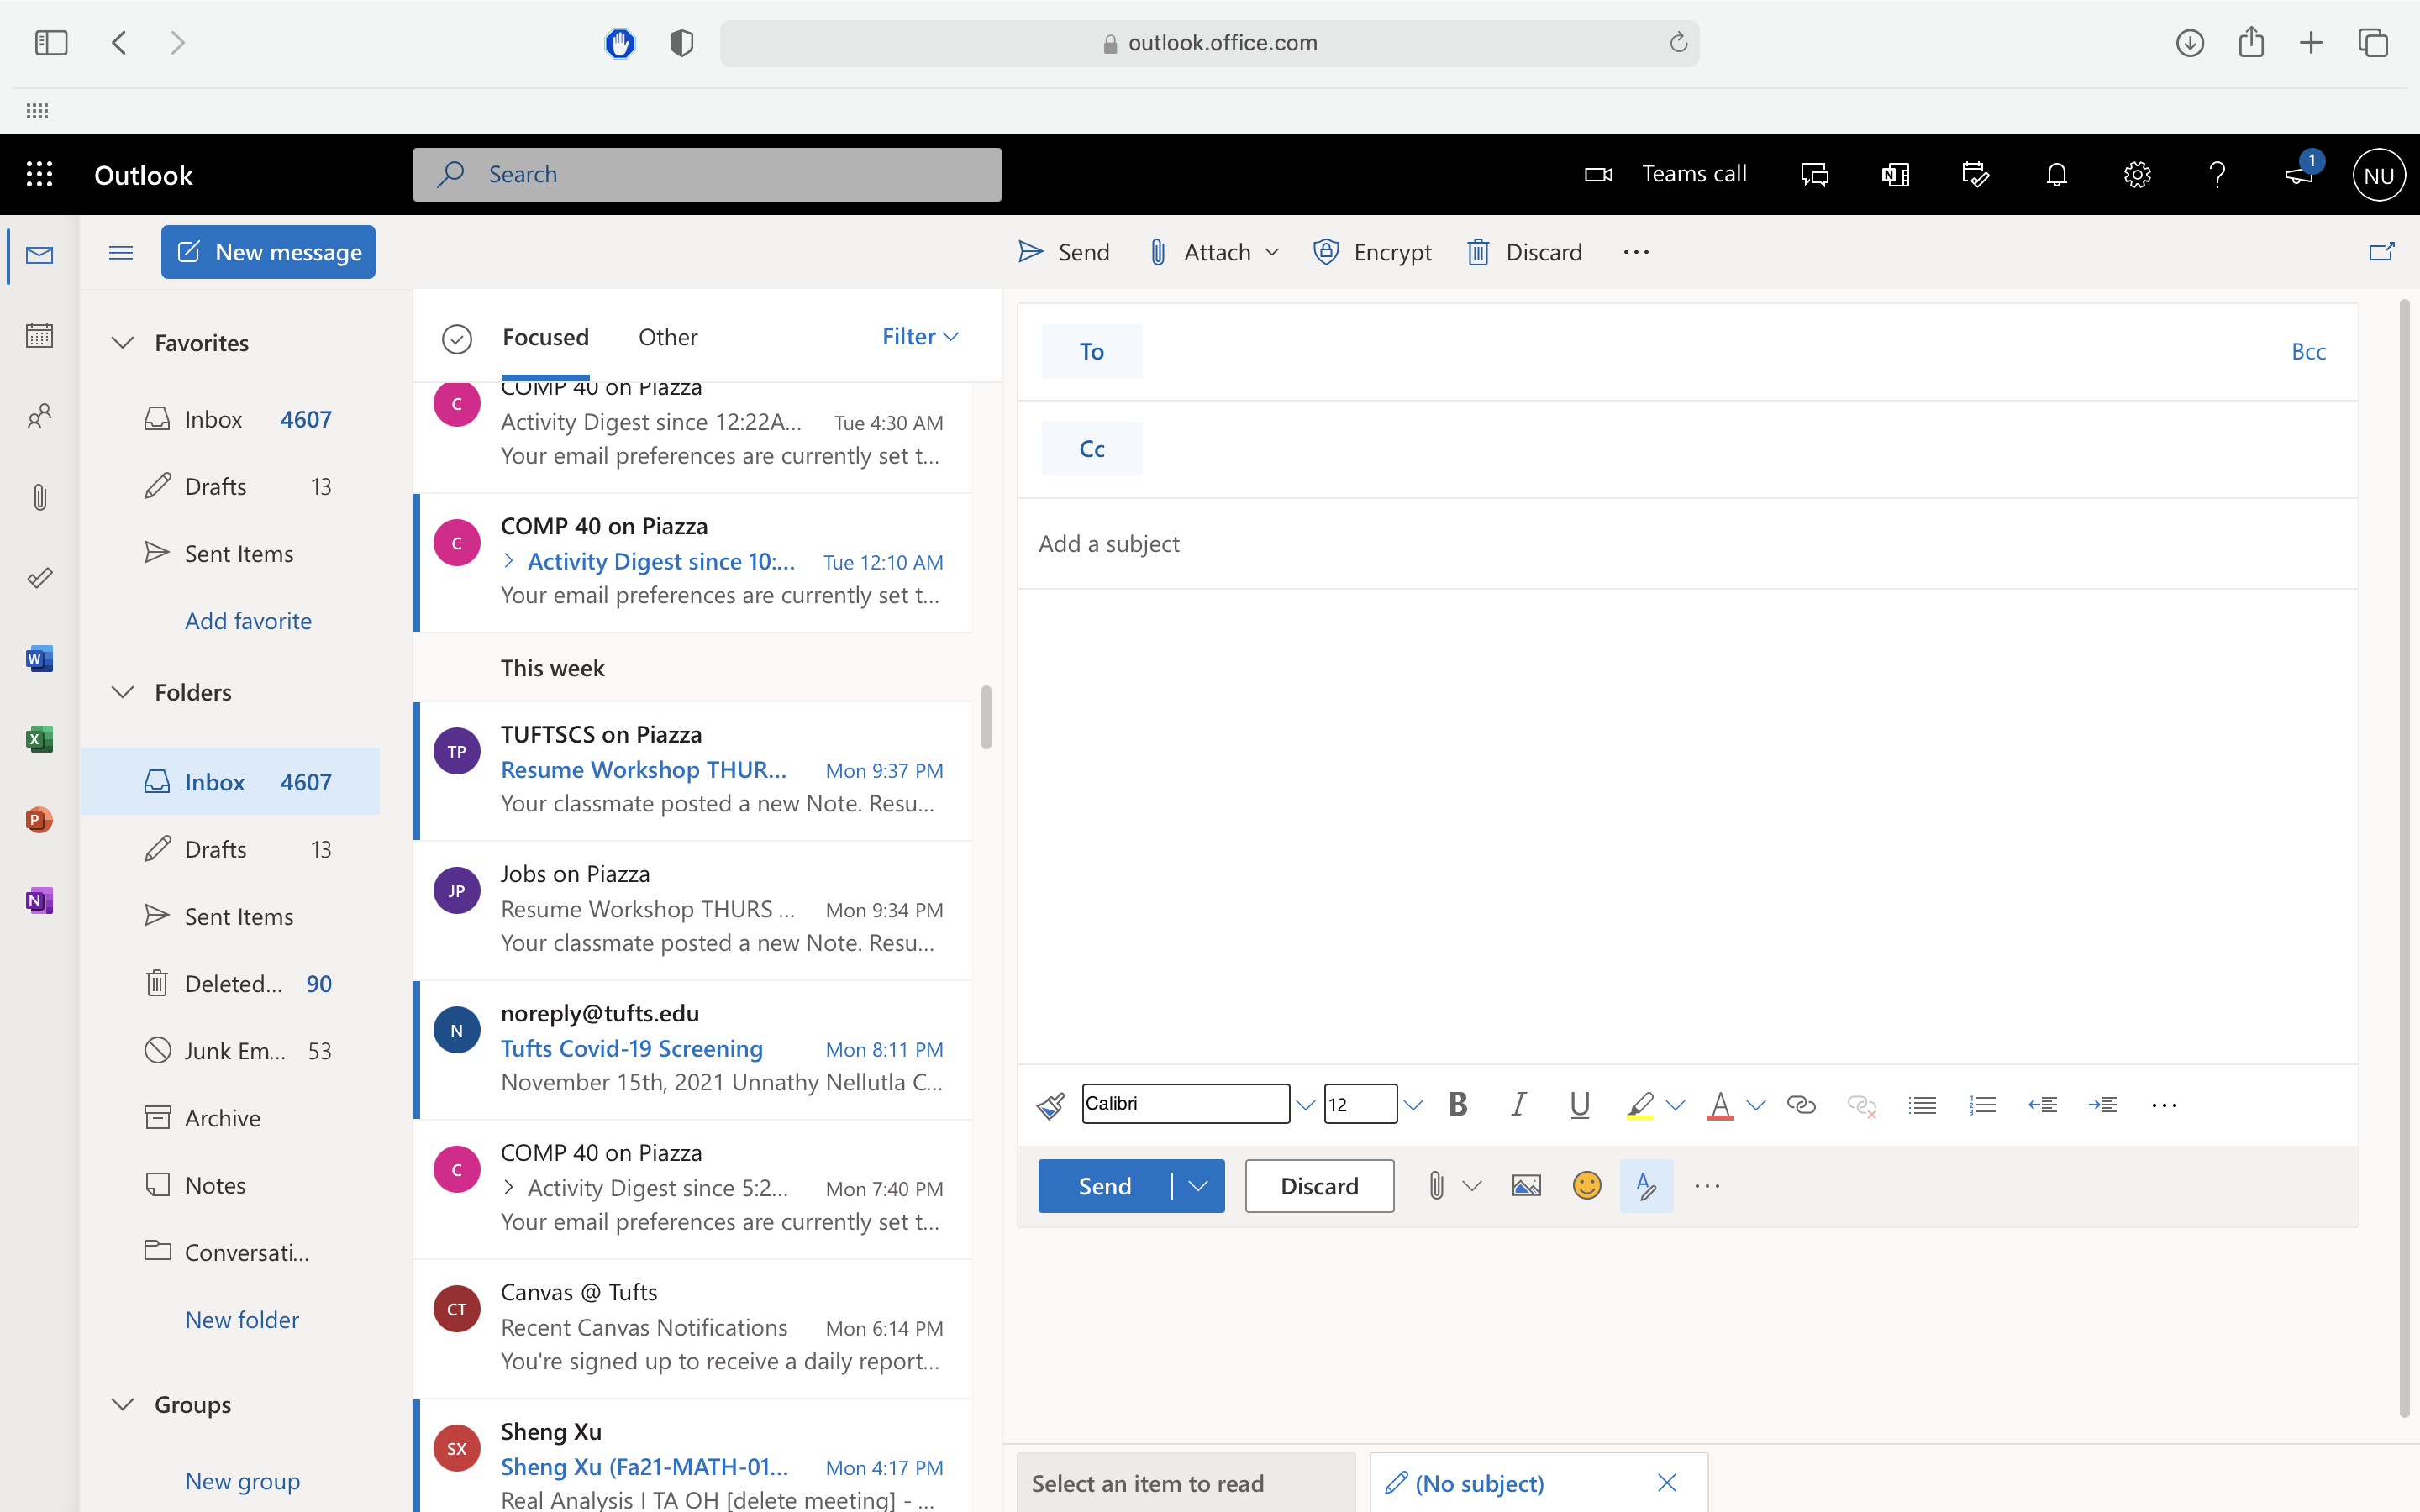 outlook.office.com
Outlook
Search
Teams call
1
NU
New message
Send
Attach
Encrypt
Discard
Favorites
Inbox 4607
Drafts 13
Sent Items
Add favorite
Folders
Inbox 4607
Drafts 13
Sent Items
Deleted... 90
Junk Em... 53
Archive
Notes
Conversati...
New folder
Groups
New group
Focused
Other
Filter
C
COMP 40 on Piazza
Activity Digest since 12:22A... Tue 4:30 AM
Your email preferences are currently set t...
C
COMP 40 on Piazza
> Activity Digest since 10:... Tue 12:10 AM
Your email preferences are currently set t...
This week
TP
TUFTSCS on Piazza
Resume Workshop THUR... Mon 9:37 PM
Your classmate posted a new Note. Resu...
JP
Jobs on Piazza
Resume Workshop THURS ... Mon 9:34 PM
Your classmate posted a new Note. Resu...
N
noreply@tufts.edu
Tufts Covid-19 Screening Mon 8:11 PM
November 15th, 2021 Unnathy Nellutla C...
C
COMP 40 on Piazza
> Activity Digest since 5:2... Mon 7:40 PM
Your email preferences are currently set t...
CT
Canvas @ Tufts
Recent Canvas Notifications Mon 6:14 PM
You're signed up to receive a daily report...
SX
Sheng Xu
Sheng Xu (Fa21-MATH-01... Mon 4:17 PM
Real Analysis I TA OH [delete meeting] - ...
To
Bcc
Cc
Add a subject
Calibri
12
B I U A
Send
Discard
Select an item to read
(No subject)